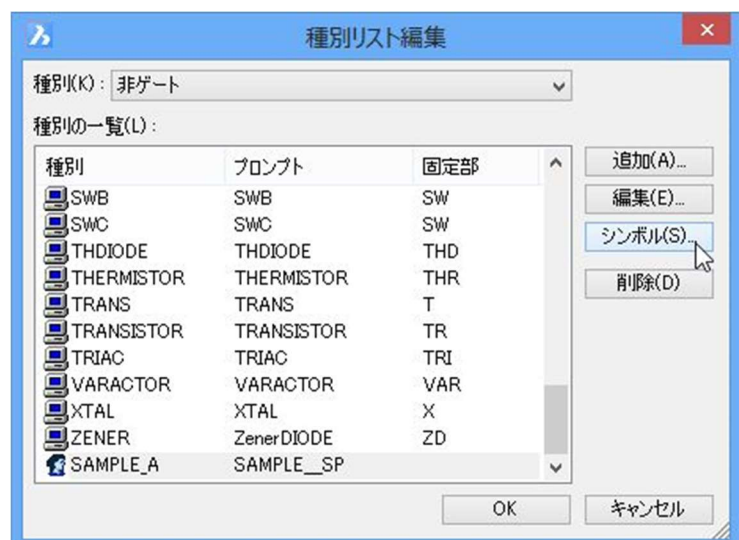 種別リスト編集
種別(K)： 非ゲート
種別の一覧(L)：
種別 プロンプト 固定部
SWB SWB SW
SWC SWC SW
THDIODE THDIODE THD
THERMISTOR THERMISTOR THR
TRANS TRANS T
TRANSISTOR TRANSISTOR TR
TRIAC TRIAC TRI
VARACTOR VARACTOR VAR
XTAL XTAL X
ZENER ZenerDIODE ZD
SAMPLE_A SAMPLE__SP
追加(A)...
編集(E)...
シンボル(S)...
削除(D)
OK キャンセル